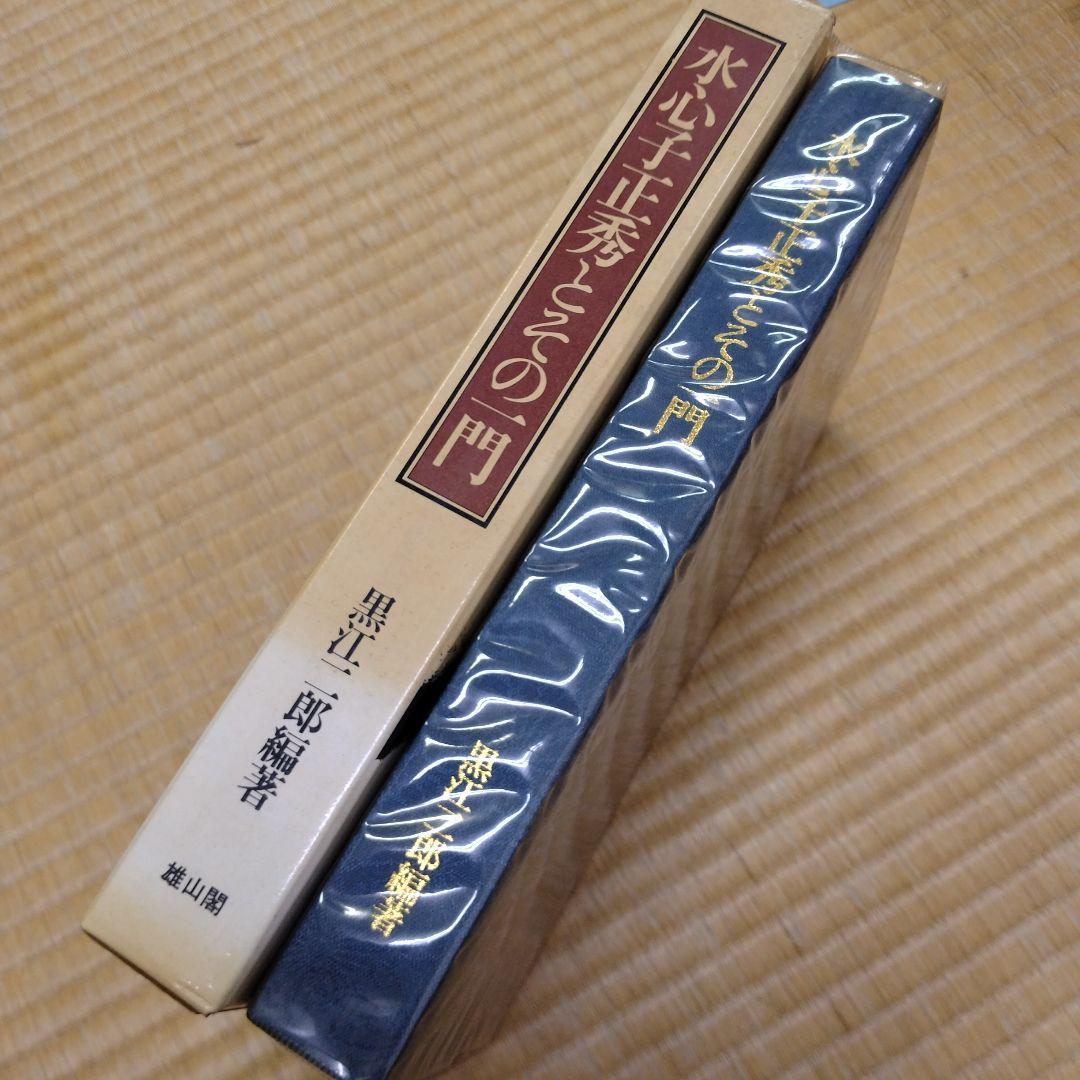 水心子正秀とその一門
黒江二郎編著
雄山閣
水心子正秀とその一門
黒江二郎編著